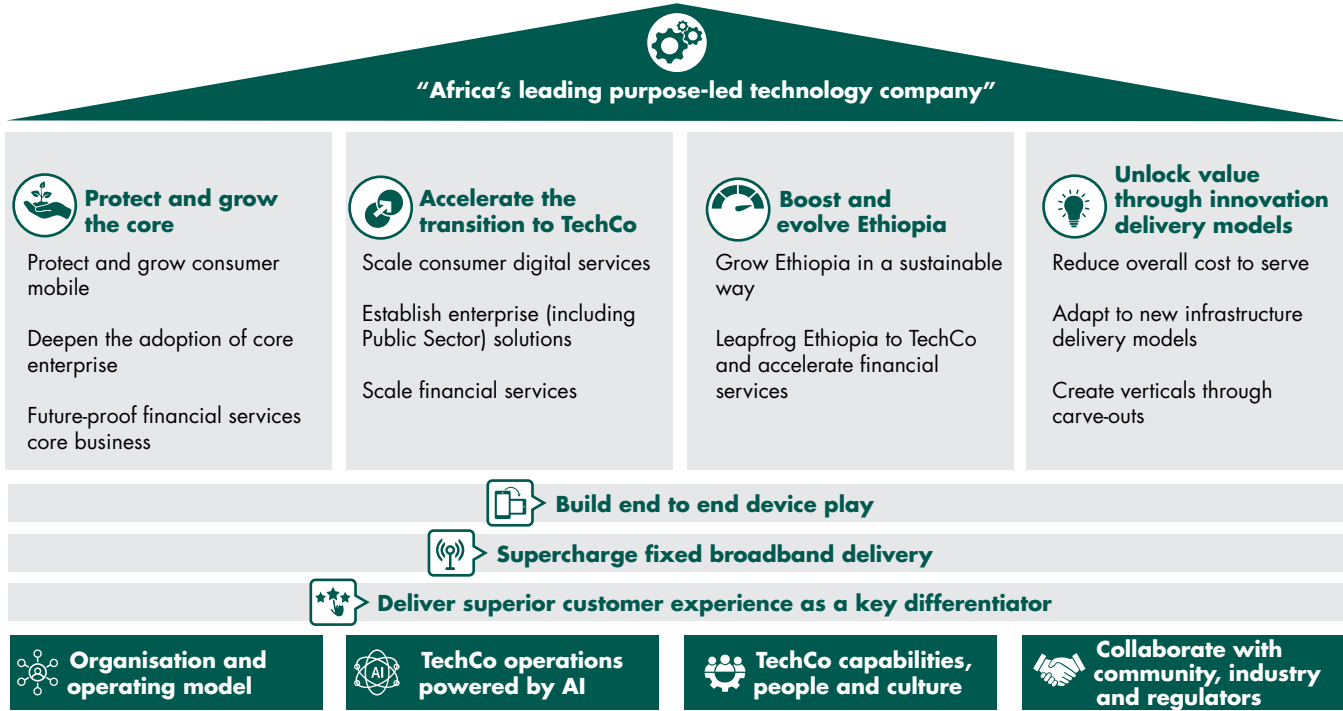 “Africa’s leading purpose-led technology company”
Protect and grow
the core
Protect and grow consumer
mobile
Deepen the adoption of core
enterprise
Future-proof financial services
core business
Accelerate the
transition to TechCo
Scale consumer digital services
Establish enterprise (including
Public Sector) solutions
Scale financial services
Boost and
evolve Ethiopia
Grow Ethiopia in a sustainable
way
Leapfrog Ethiopia to TechCo
and accelerate financial
services
Unlock value
through innovation
delivery models
Reduce overall cost to serve
Adapt to new infrastructure
delivery models
Create verticals through
carve-outs
Build end to end device play
Supercharge fixed broadband delivery
Deliver superior customer experience as a key differentiator
Organisation and
operating model
AI
TechCo operations
powered by AI
TechCo capabilities,
people and culture
Collaborate with
community, industry
and regulators